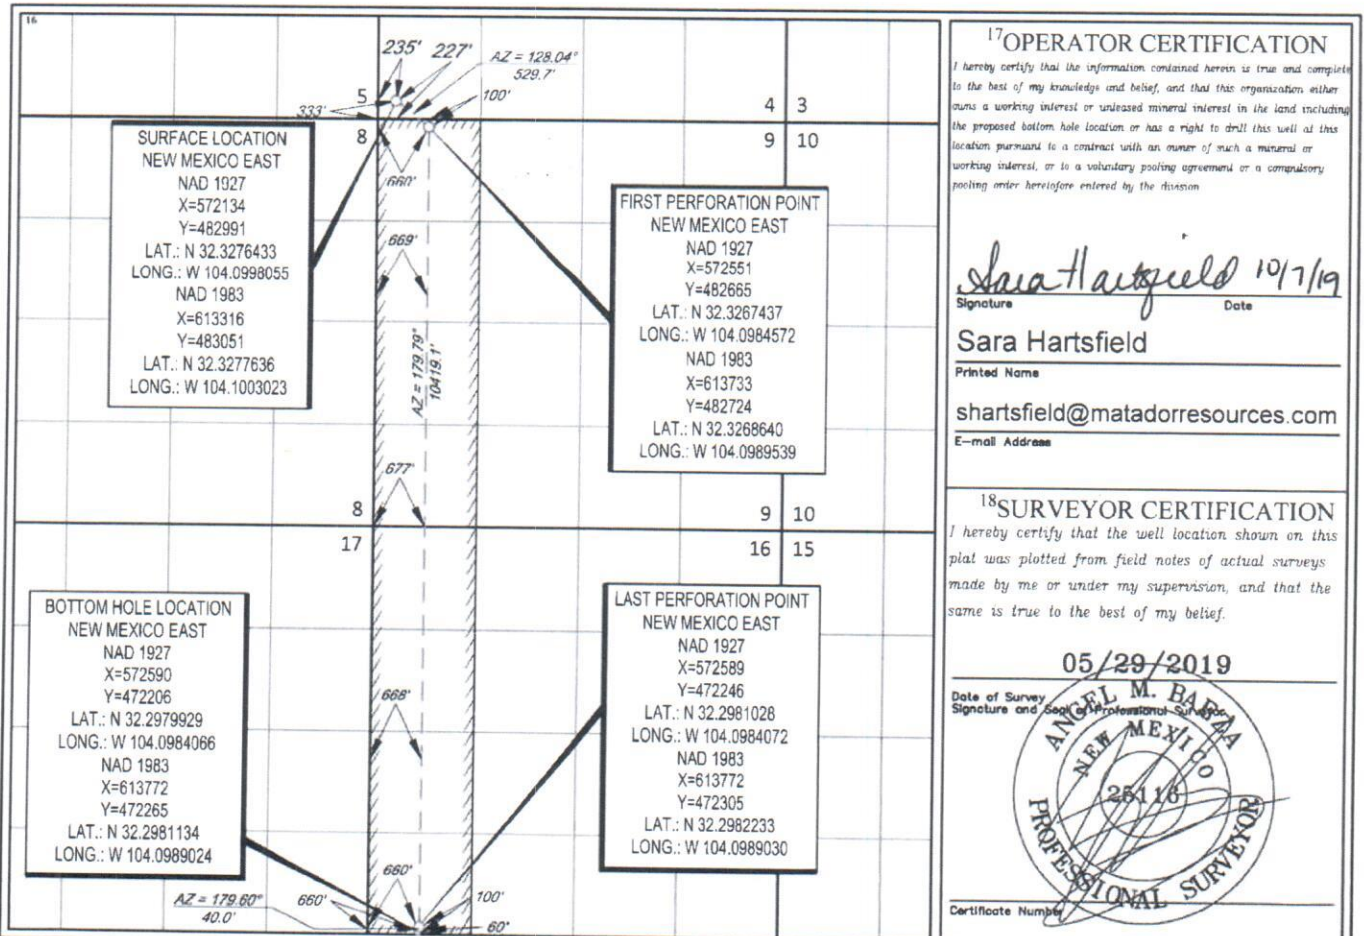 16
235' 227'
AZ = 128.04°
529.7'
100'
333'
5
4 3
8
9 10
660'
SURFACE LOCATION
NEW MEXICO EAST
NAD 1927
X=572134
Y=482991
LAT.: N 32.3276433
LONG.: W 104.0998055
NAD 1983
X=613316
Y=483051
LAT.: N 32.3277636
LONG.: W 104.1003023
FIRST PERFORATION POINT
NEW MEXICO EAST
NAD 1927
X=572551
Y=482665
LAT.: N 32.3267437
LONG.: W 104.0984572
NAD 1983
X=613733
Y=482724
LAT.: N 32.3268640
LONG.: W 104.0989539
669'
AZ = 179.79°
10419.1'
677'
8
9 10
17
16 15
BOTTOM HOLE LOCATION
NEW MEXICO EAST
NAD 1927
X=572590
Y=472206
LAT.: N 32.2979929
LONG.: W 104.0984066
NAD 1983
X=613772
Y=472265
LAT.: N 32.2981134
LONG.: W 104.0989024
LAST PERFORATION POINT
NEW MEXICO EAST
NAD 1927
X=572589
Y=472246
LAT.: N 32.2981028
LONG.: W 104.0984072
NAD 1983
X=613772
Y=472305
LAT.: N 32.2982233
LONG.: W 104.0989030
668'
660'
AZ = 179.60°
40.0'
660'
100'
60'
17OPERATOR CERTIFICATION
I hereby certify that the information contained herein is true and complete
to the best of my knowledge and belief, and that this organization either
owns a working interest or unleased mineral interest in the land including
the proposed bottom hole location or has a right to drill this well at this
location pursuant to a contract with an owner of such a mineral or
working interest, or to a voluntary pooling agreement or a compulsory
pooling order heretofore entered by the division
Sara Hartsfield 10/7/19
Signature Date
Sara Hartsfield
Printed Name
shartsfield@matadorresources.com
E-mail Address
18SURVEYOR CERTIFICATION
I hereby certify that the well location shown on this
plat was plotted from field notes of actual surveys
made by me or under my supervision, and that the
same is true to the best of my belief.
05/29/2019
Date of Survey
Signature and Seal of Professional Surveyor
ANGEL M. BAEZA
NEW MEXICO
25116
PROFESSIONAL SURVEYOR
Certificate Number